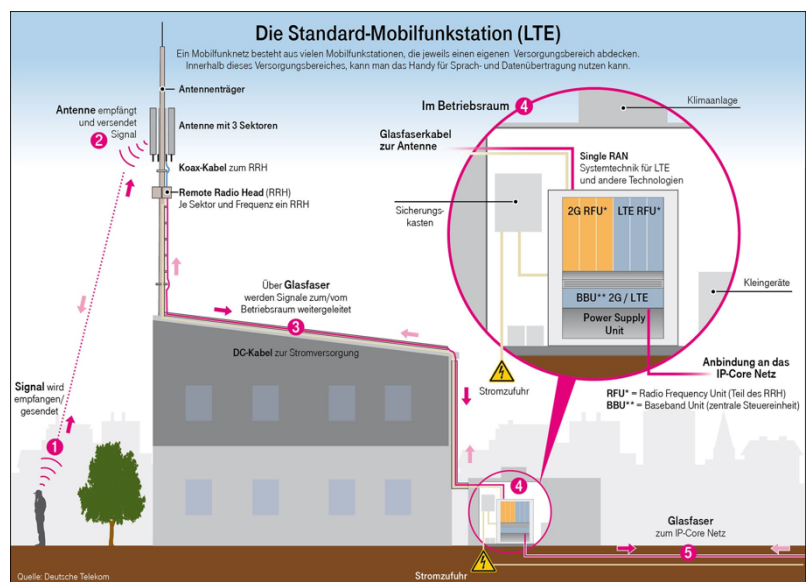 Die Standard-Mobilfunkstation (LTE)
Ein Mobilfunknetz besteht aus vielen Mobilfunkstationen, die jeweils einen eigenen Versorgungsbereich abdecken.
Innerhalb dieses Versorgungsbereiches, kann man das Handy für Sprach- und Datenübertragung nutzen kann.
Antennenträger
Antenne empfängt
und versendet
Signal
2
Antenne mit 3 Sektoren
Koax-Kabel zum RRH
Remote Radio Head (RRH)
Je Sektor und Frequenz ein RRH
Über Glasfaser
werden Signale zum/vom
Betriebsraum weitergeleitet
3
DC-Kabel zur Stromversorgung
Signal wird
empfangen/
gesendet
1
Im Betriebsraum 4
Klimaanlage
Glasfaserkabel
zur Antenne
Single RAN
Systemtechnik für LTE
und andere Technologien
Sicherungs-
kasten
2G RFU* LTE RFU*
BBU** 2G / LTE
Power Supply
Unit
Kleingeräte
Stromzufuhr
Anbindung an das
IP-Core Netz
RFU* = Radio Frequency Unit (Teil des RRH)
BBU** = Baseband Unit (zentrale Steuereinheit)
4
Glasfaser
zum IP-Core Netz
5
Stromzufuhr
Quelle: Deutsche Telekom